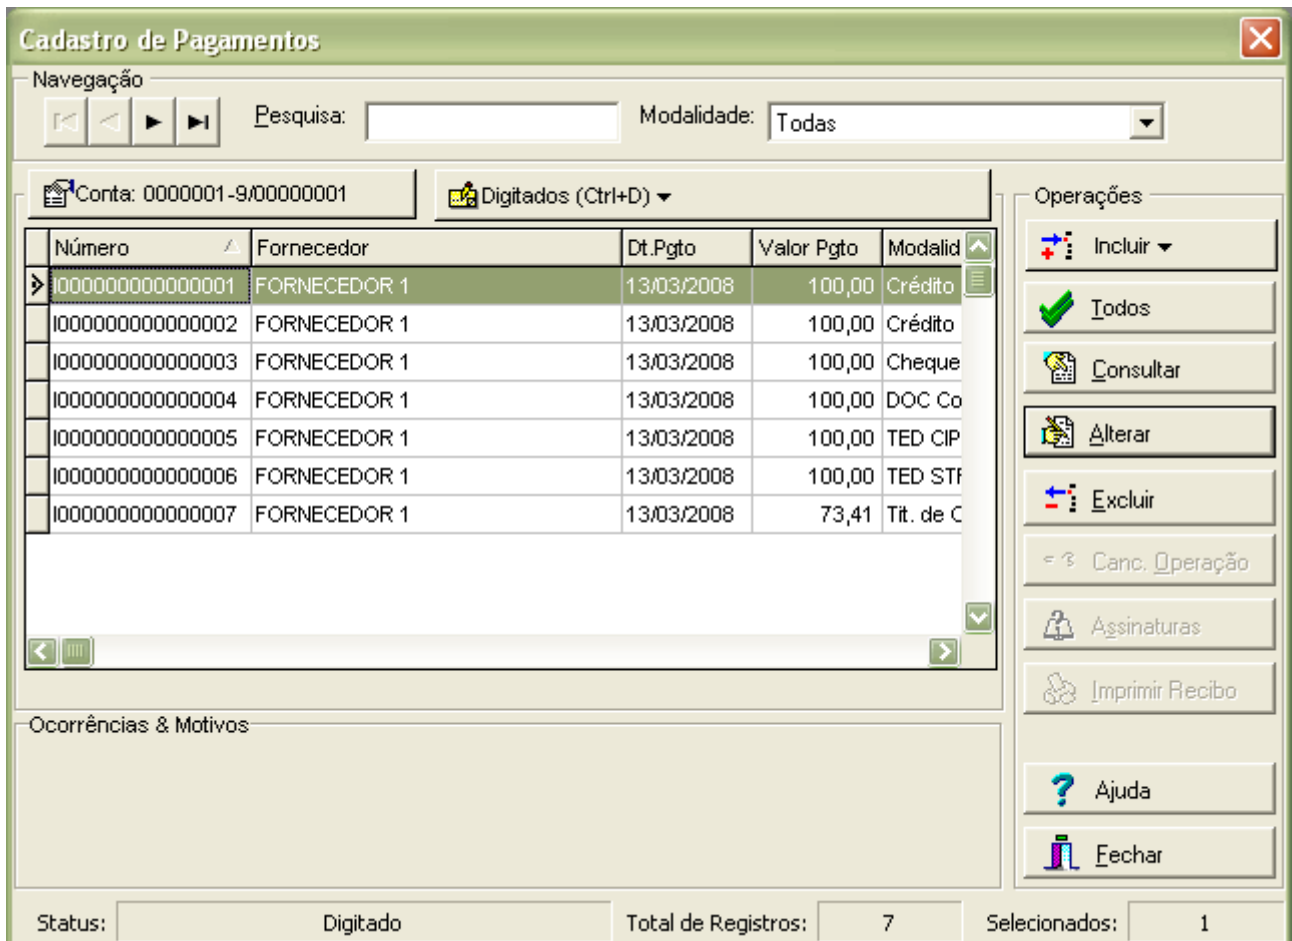 Cadastro de Pagamentos
Navegação
Pesquisa: Modalidade: Todas
Conta: 0000001-9/00000001 Digitados (Ctrl+D)
Número Fornecedor Dt.Pgto Valor Pgto Modalid
I000000000000001 FORNECEDOR 1 13/03/2008 100,00 Crédito
I000000000000002 FORNECEDOR 1 13/03/2008 100,00 Crédito
I000000000000003 FORNECEDOR 1 13/03/2008 100,00 Cheque
I000000000000004 FORNECEDOR 1 13/03/2008 100,00 DOC Co
I000000000000005 FORNECEDOR 1 13/03/2008 100,00 TED CIP
I000000000000006 FORNECEDOR 1 13/03/2008 100,00 TED STR
I000000000000007 FORNECEDOR 1 13/03/2008 73,41 Tit. de C
Operações
Incluir
Todos
Consultar
Alterar
Excluir
Canc. Operação
Assinaturas
Imprimir Recibo
Ajuda
Fechar
Ocorrências & Motivos
Status: Digitado Total de Registros: 7 Selecionados: 1